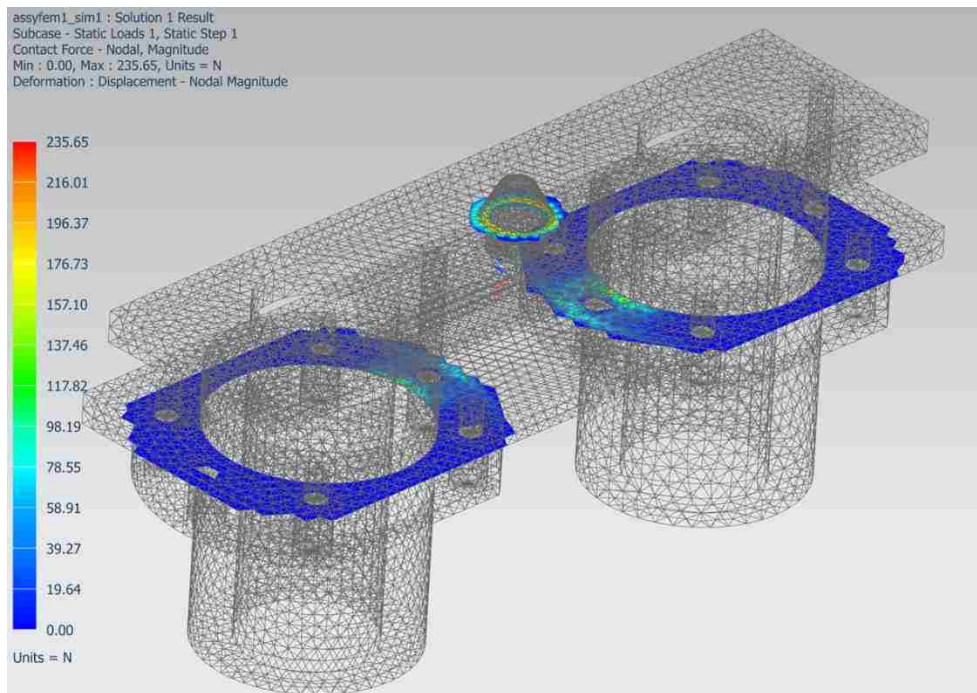 assyfem1_sim1 : Solution 1 Result
Subcase - Static Loads 1, Static Step 1
Contact Force - Nodal, Magnitude
Min : 0.00, Max : 235.65, Units = N
Deformation : Displacement - Nodal Magnitude
235.65
216.01
196.37
176.73
157.10
137.46
117.82
98.19
78.55
58.91
39.27
19.64
0.00
Units = N